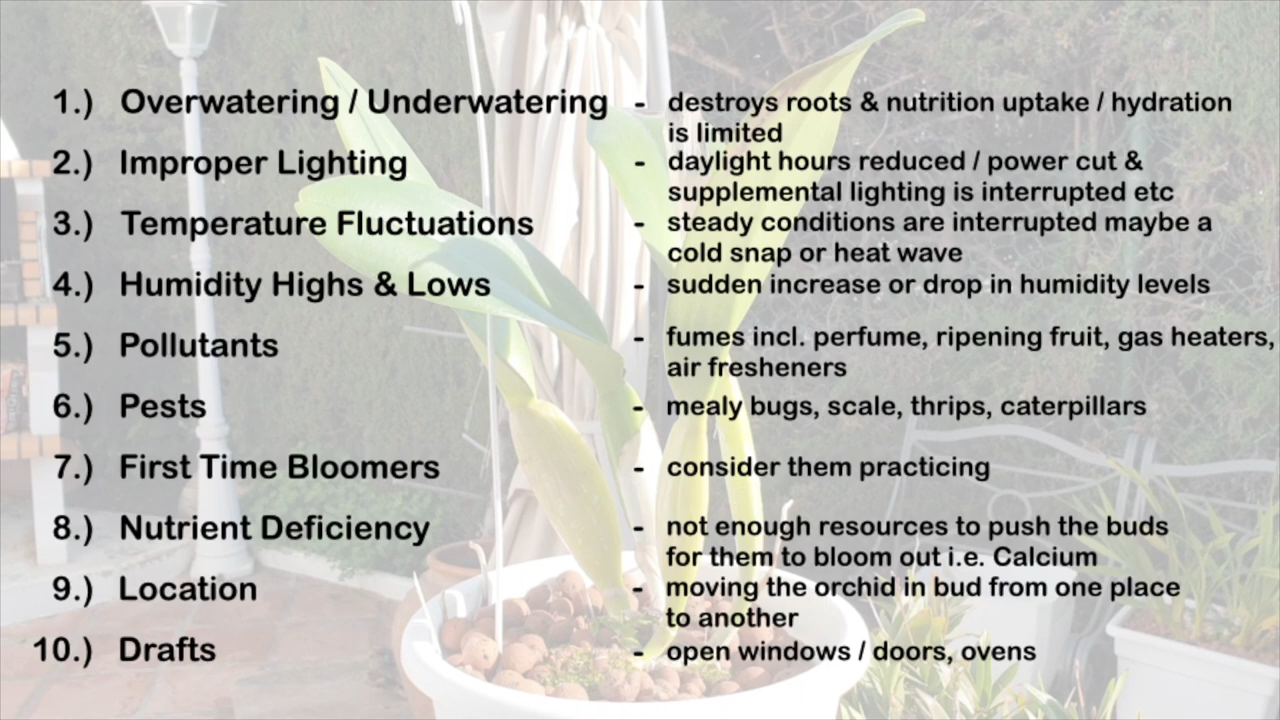 1.) Overwatering / Underwatering - destroys roots & nutrition uptake / hydration
is limited
2.) Improper Lighting - daylight hours reduced / power cut &
supplemental lighting is interrupted etc
3.) Temperature Fluctuations - steady conditions are interrupted maybe a
cold snap or heat wave
4.) Humidity Highs & Lows - sudden increase or drop in humidity levels
5.) Pollutants - fumes incl. perfume, ripening fruit, gas heaters,
air fresheners
6.) Pests - mealy bugs, scale, thrips, caterpillars
7.) First Time Bloomers - consider them practicing
8.) Nutrient Deficiency - not enough resources to push the buds
for them to bloom out i.e. Calcium
9.) Location - moving the orchid in bud from one place
to another
10.) Drafts - open windows / doors, ovens